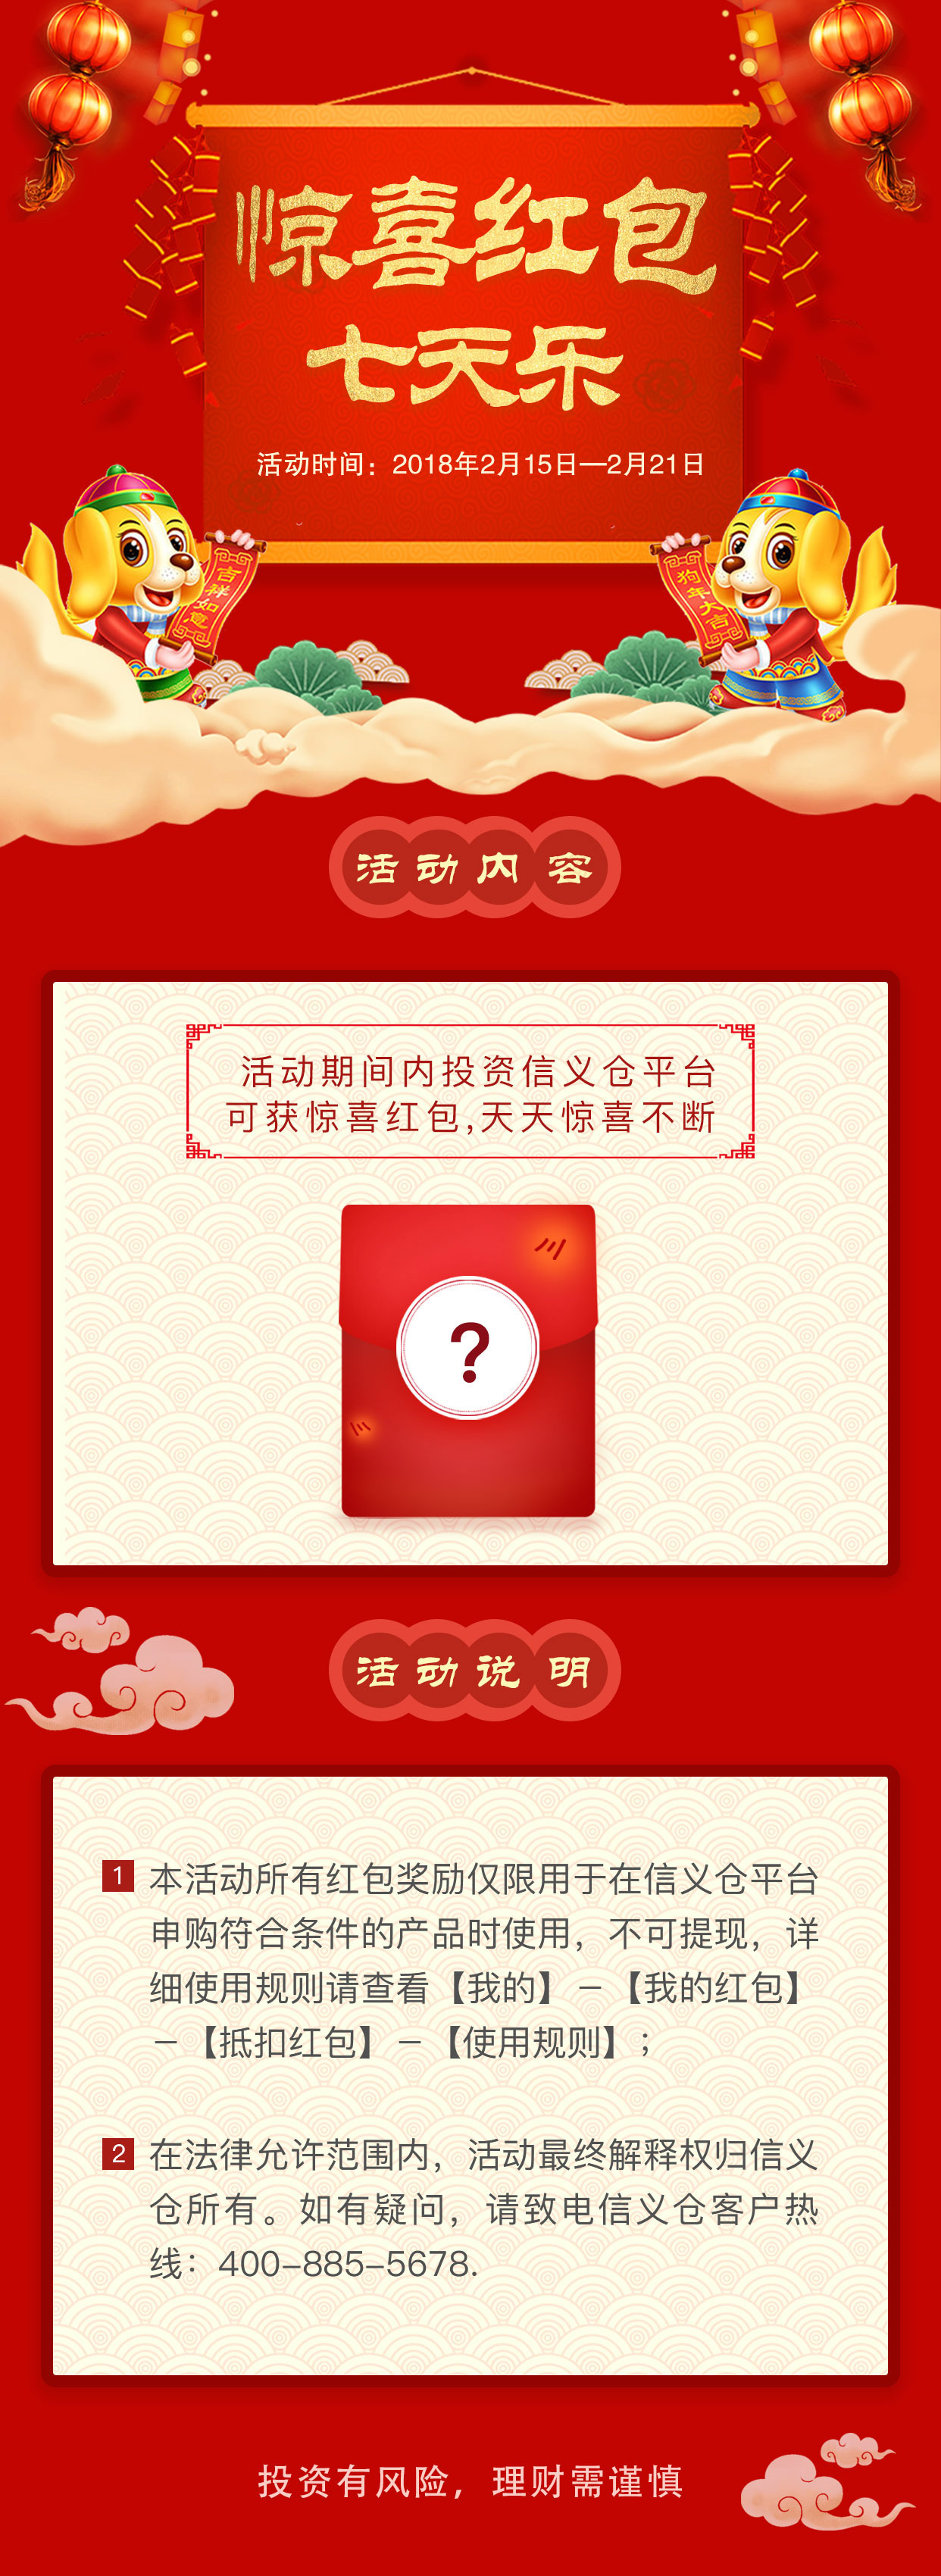 惊喜红包
七天乐
活动时间：2018年2月15日—2月21日
吉祥如意
狗年大吉
活动内容
活动期间内投资信义仓平台
可获惊喜红包,天天惊喜不断
?
活动说明
1 本活动所有红包奖励仅限用于在信义仓平台
申购符合条件的产品时使用，不可提现，详
细使用规则请查看【我的】－【我的红包】
－【抵扣红包】－【使用规则】；
2 在法律允许范围内，活动最终解释权归信义
仓所有。如有疑问，请致电信义仓客户热
线：400-885-5678.
投资有风险，理财需谨慎